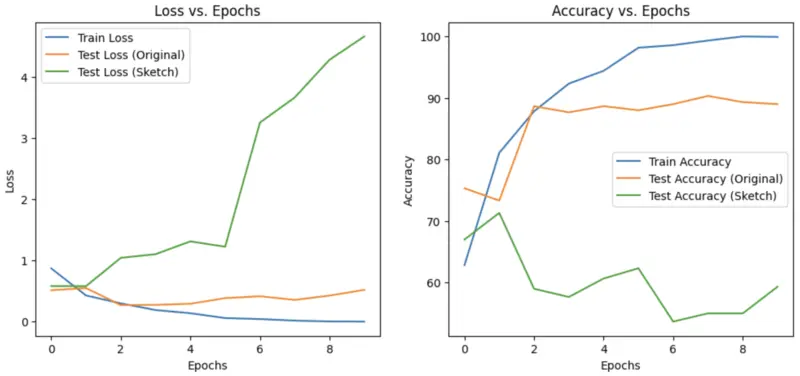 Loss vs. Epochs
Train Loss
Test Loss (Original)
Test Loss (Sketch)
4
3
2
1
0
Loss
0 2 4 6 8
Epochs
Accuracy vs. Epochs
100
90
80
70
60
Accuracy
Train Accuracy
Test Accuracy (Original)
Test Accuracy (Sketch)
0 2 4 6 8
Epochs